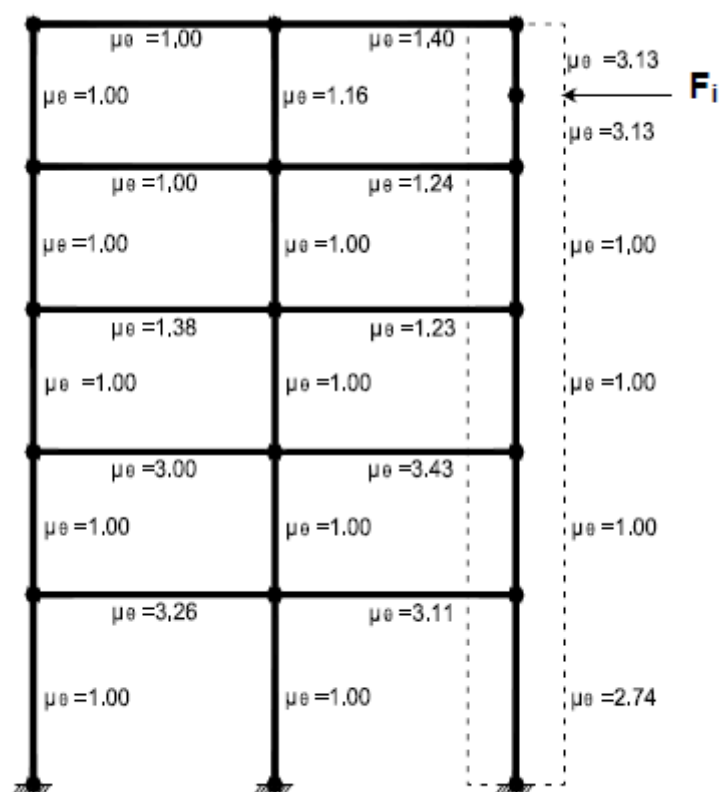 μθ =1,00 μθ =1,40
μθ =3.13
μθ =1.00 μθ =1.16 Fi
μθ =3.13
μθ =1,00 μθ =1.24
μθ =1,00 μθ =1.00 μθ =1,00
μθ =1,38 μθ =1.23
μθ =1.00 μθ =1.00 μθ =1.00
μθ =3.00 μθ =3.43
μθ =1.00 μθ =1.00 μθ =1.00
μθ =3,26 μθ =3,11
μθ =1.00 μθ =1.00 μθ =2.74